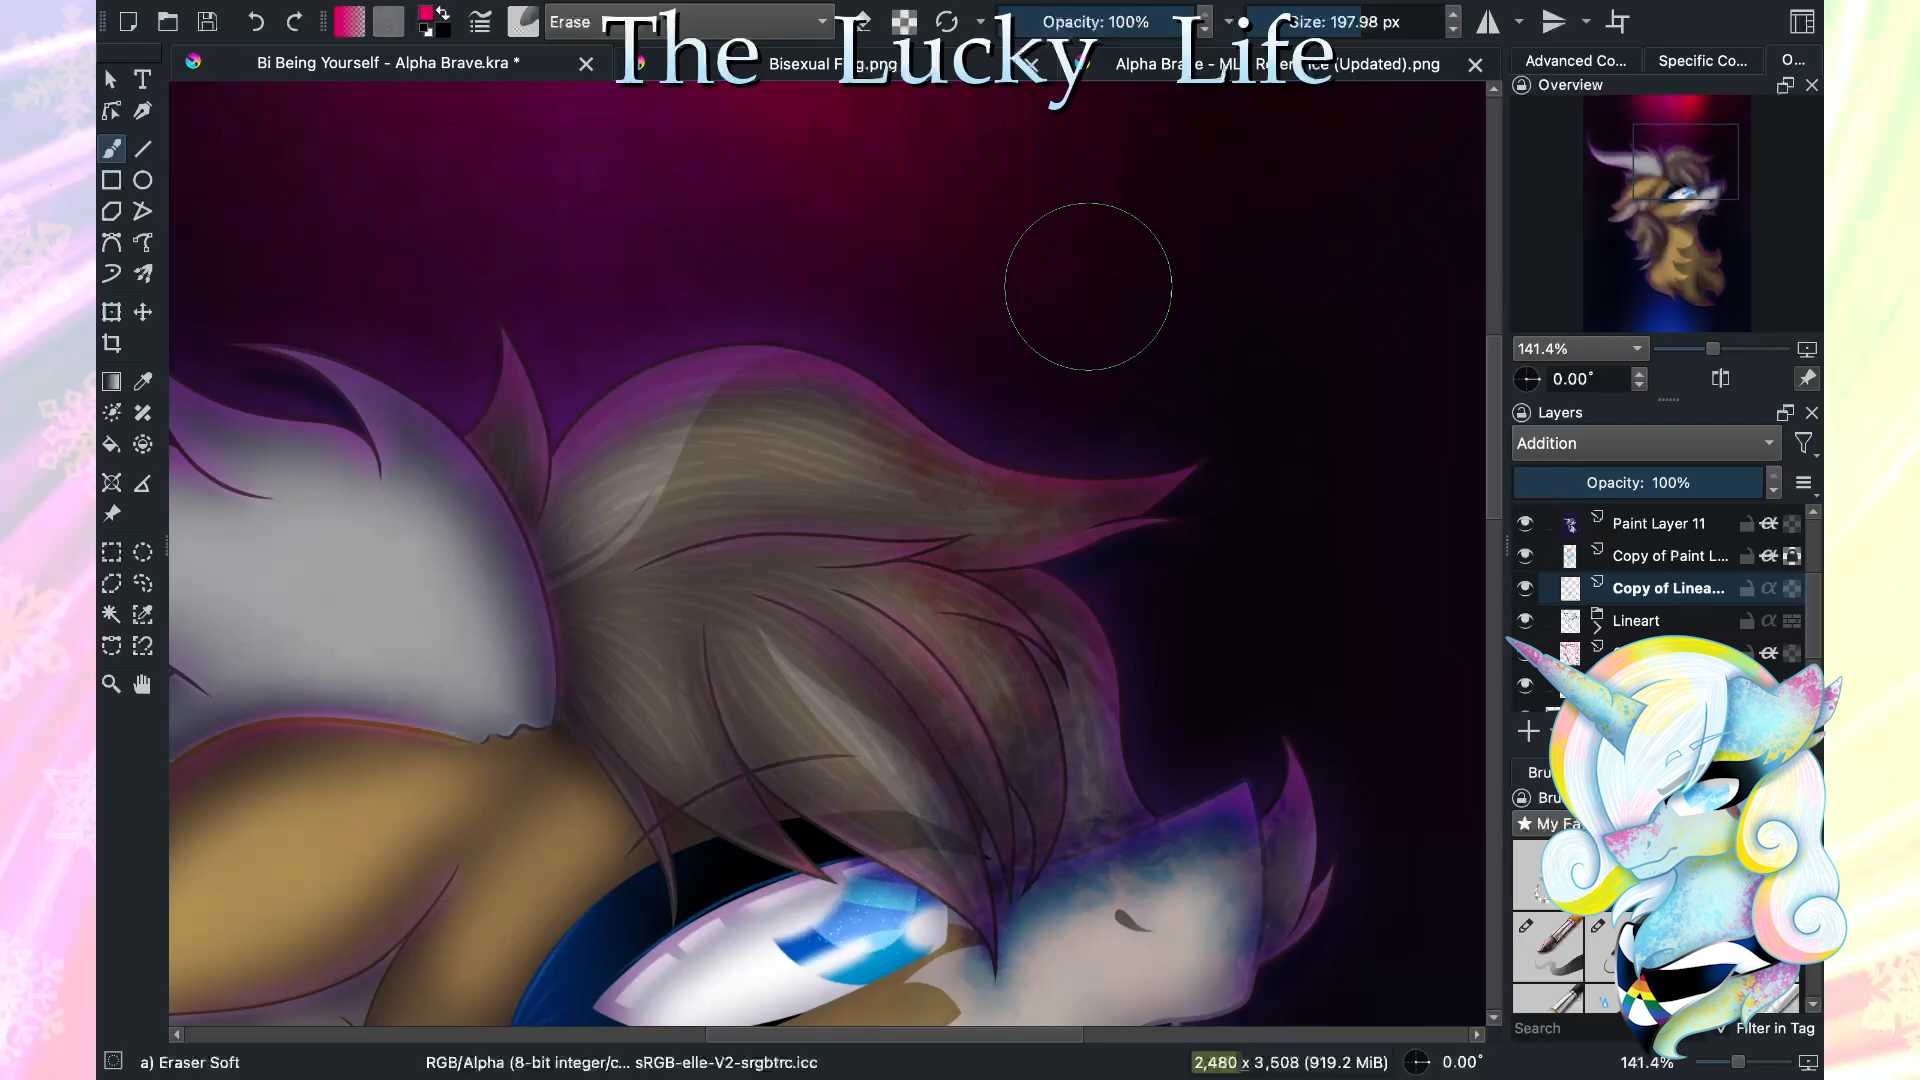 Erase
Opacity: 100%
Size: 197.98 px
The Lucky Life
Bi Being Yourself - Alpha Brave.kra *
Alpha
(Updated).png
Advanced Co...
Specific Co...
O...
Overview
141.4%
0.00°
Layers
Addition
Opacity: 100%
Paint Layer 11
Copy of Paint L...
Copy of Linea...
Lineart
Search
Filter in Tag
a) Eraser Soft
RGB/Alpha (8-bit integer/c... sRGB-elle-V2-srgbtrc.icc
2,480 x 3,508 (919.2 MiB)
0.00°
141.4%